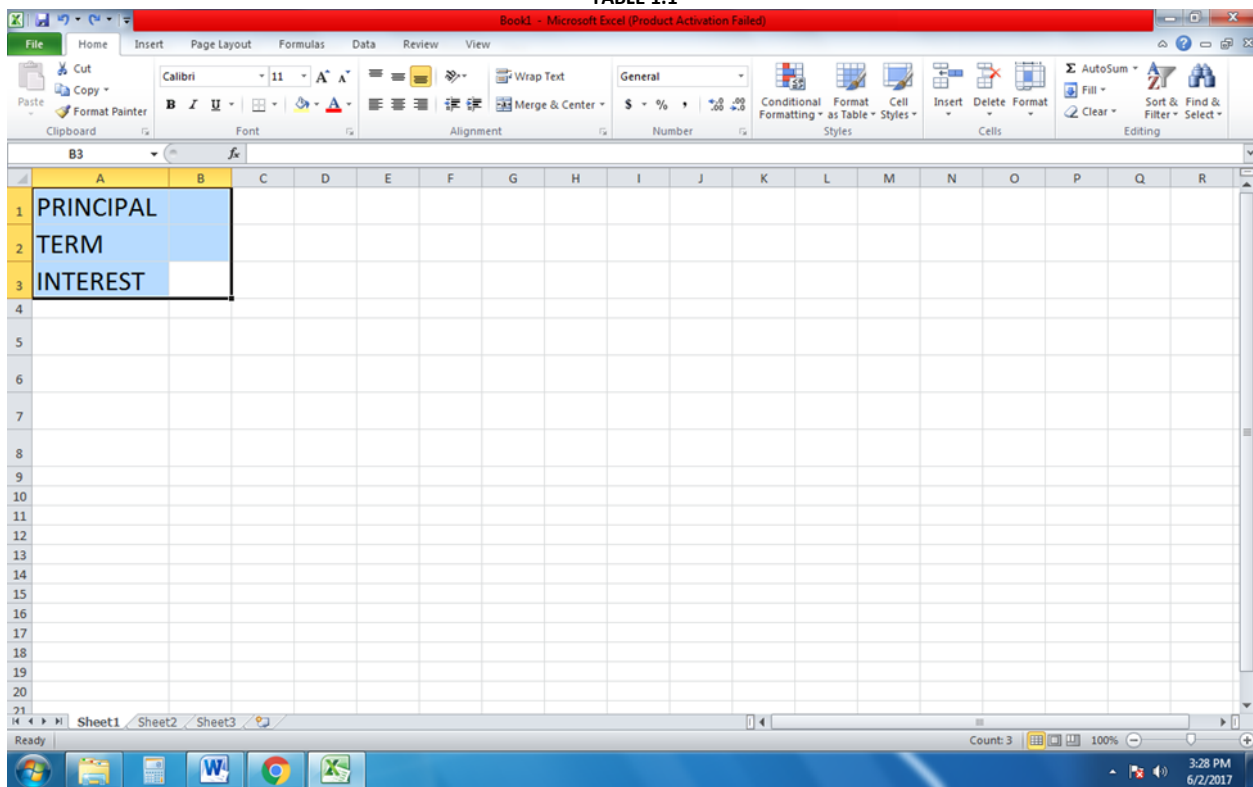 TABLE 1.1
Book1 - Microsoft Excel (Product Activation Failed)
File Home Insert Page Layout Formulas Data Review View
Cut
Copy
Format Painter
Paste
Clipboard
Calibri 11
B I U
Font
Wrap Text
Merge & Center
Alignment
General
$ % ,
Number
Conditional Formatting
Format as Table
Cell Styles
Styles
Insert Delete Format
Cells
Σ AutoSum
Fill
Clear
Sort & Filter
Find & Select
Editing
B3 fx
A B C D E F G H I J K L M N O P Q R
1 PRINCIPAL
2 TERM
3 INTEREST
4
5
6
7
8
9
10
11
12
13
14
15
16
17
18
19
20
21
Sheet1 Sheet2 Sheet3
Ready Count: 3 100%
3:28 PM
6/2/2017